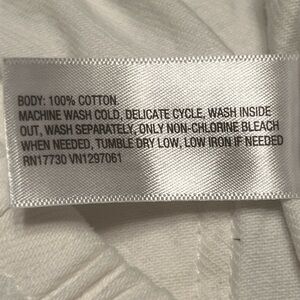 BODY: 100% COTTON.
MACHINE WASH COLD, DELICATE CYCLE, WASH INSIDE
OUT, WASH SEPARATELY, ONLY NON-CHLORINE BLEACH
WHEN NEEDED, TUMBLE DRY LOW, LOW IRON IF NEEDED
RN17730 VN1297061